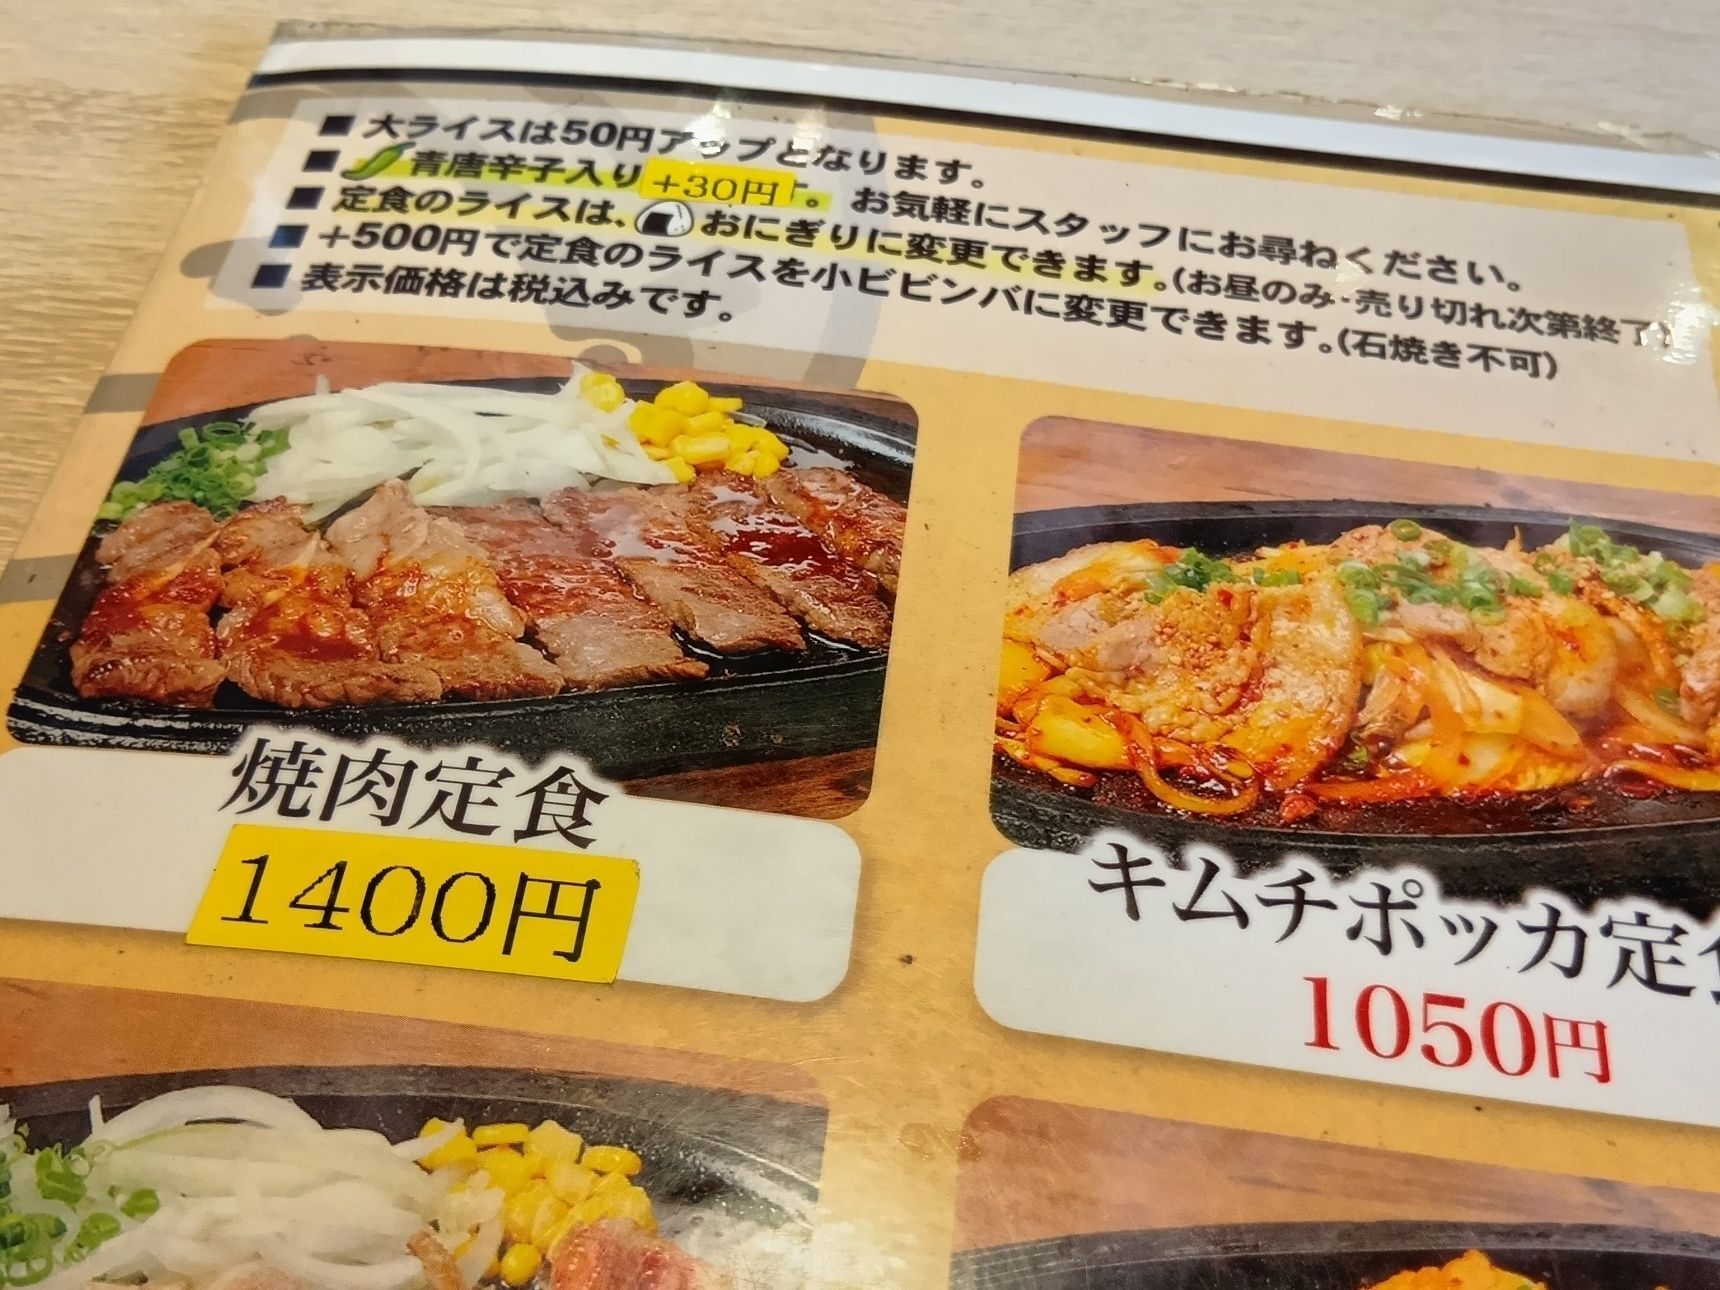 ■ 大ライスは50円アップとなります。
■ 青唐辛子入り+30円。お気軽にスタッフにお尋ねください。
■ 定食のライスは、おにぎりに変更できます。(お昼のみ・売り切れ次第終了)
■ +500円で定食のライスを小ビビンバに変更できます。(石焼き不可)
■ 表示価格は税込みです。
焼肉定食
1400円
キムチポッカ定
1050円